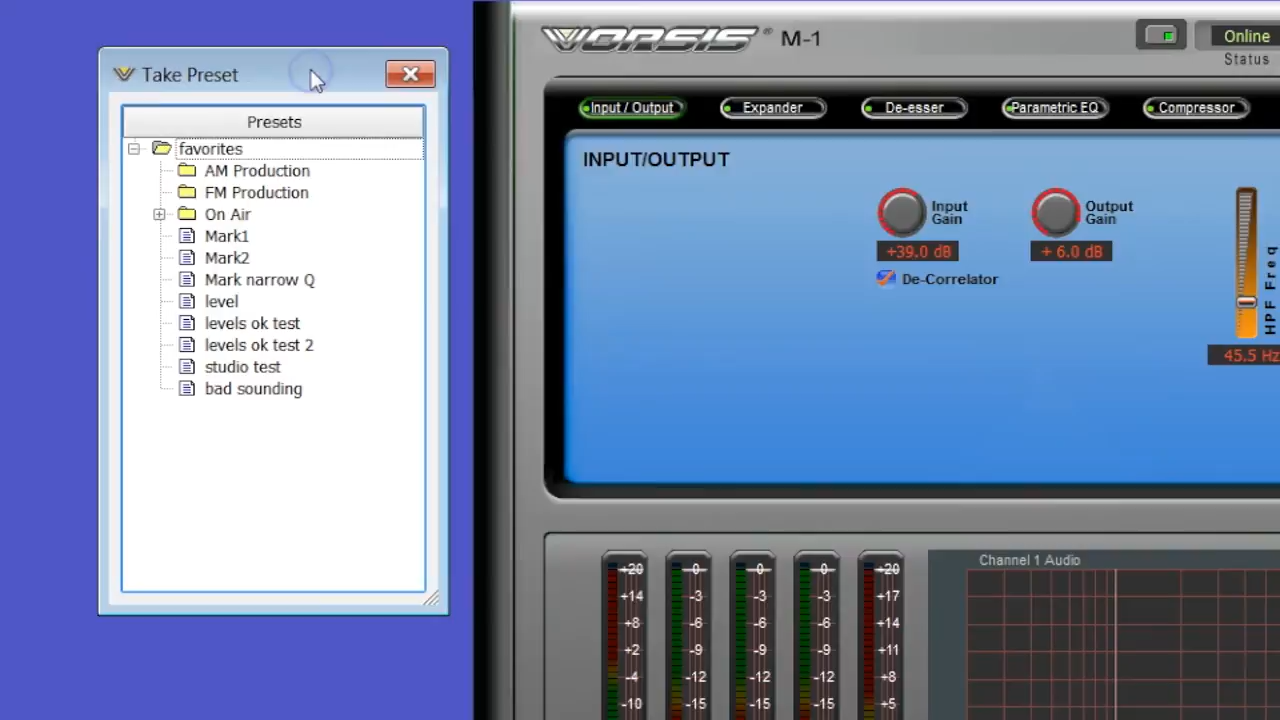 Take Preset
Presets
favorites
AM Production
FM Production
On Air
Mark1
Mark2
Mark narrow Q
level
levels ok test
levels ok test 2
studio test
bad sounding
VORSIS® M-1
Online
Status
Input / Output
Expander
De-esser
Parametric EQ
Compressor
INPUT/OUTPUT
Input
Gain
+39.0 dB
De-Correlator
Output
Gain
+ 6.0 dB
HPF Freq
45.5 Hz
+20 0 0 0 +20
+14 -3 -3 -3 +17
+8 -6 -6 -6 +14
+2 -9 -9 -9 +11
-4 -12 -12 -12 +8
-10 -15 -15 -15 +5
Channel 1 Audio